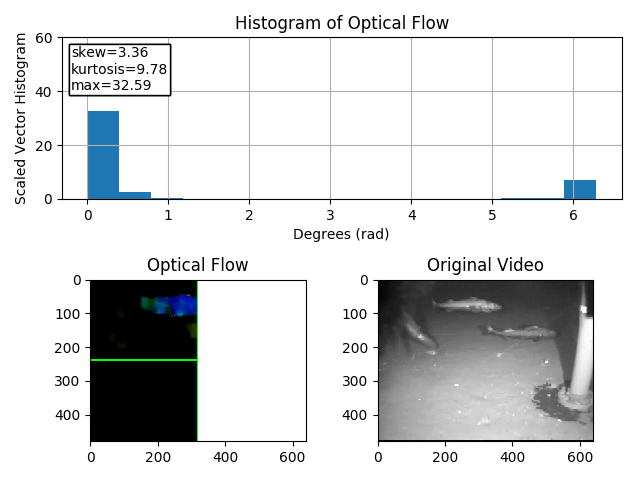 Histogram of Optical Flow
Scaled Vector Histogram
60
40
20
0
skew=3.36
kurtosis=9.78
max=32.59
0 1 2 3 4 5 6
Degrees (rad)
Optical Flow
0
100
200
300
400
0 200 400 600
Original Video
0
100
200
300
400
0 200 400 600